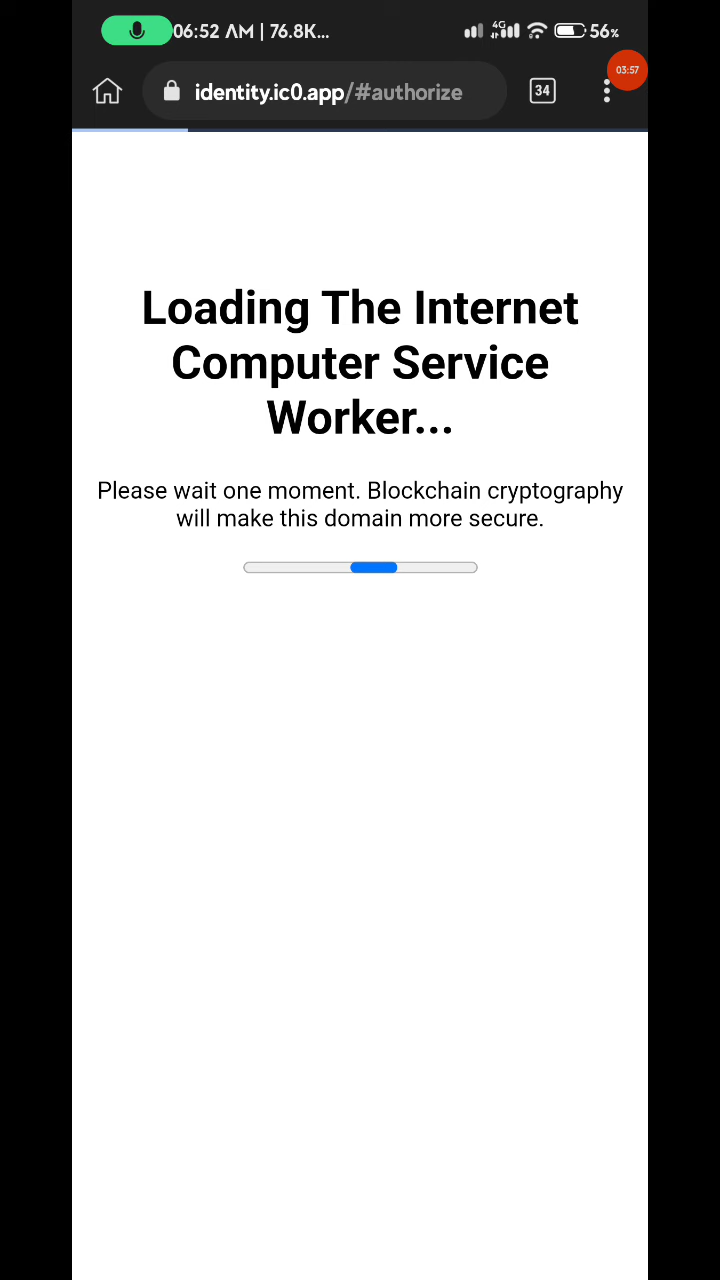 06:52 AM | 76.8K... 4G 56%
03:57
identity.ic0.app/#authorize 34
Loading The Internet
Computer Service
Worker...
Please wait one moment. Blockchain cryptography
will make this domain more secure.